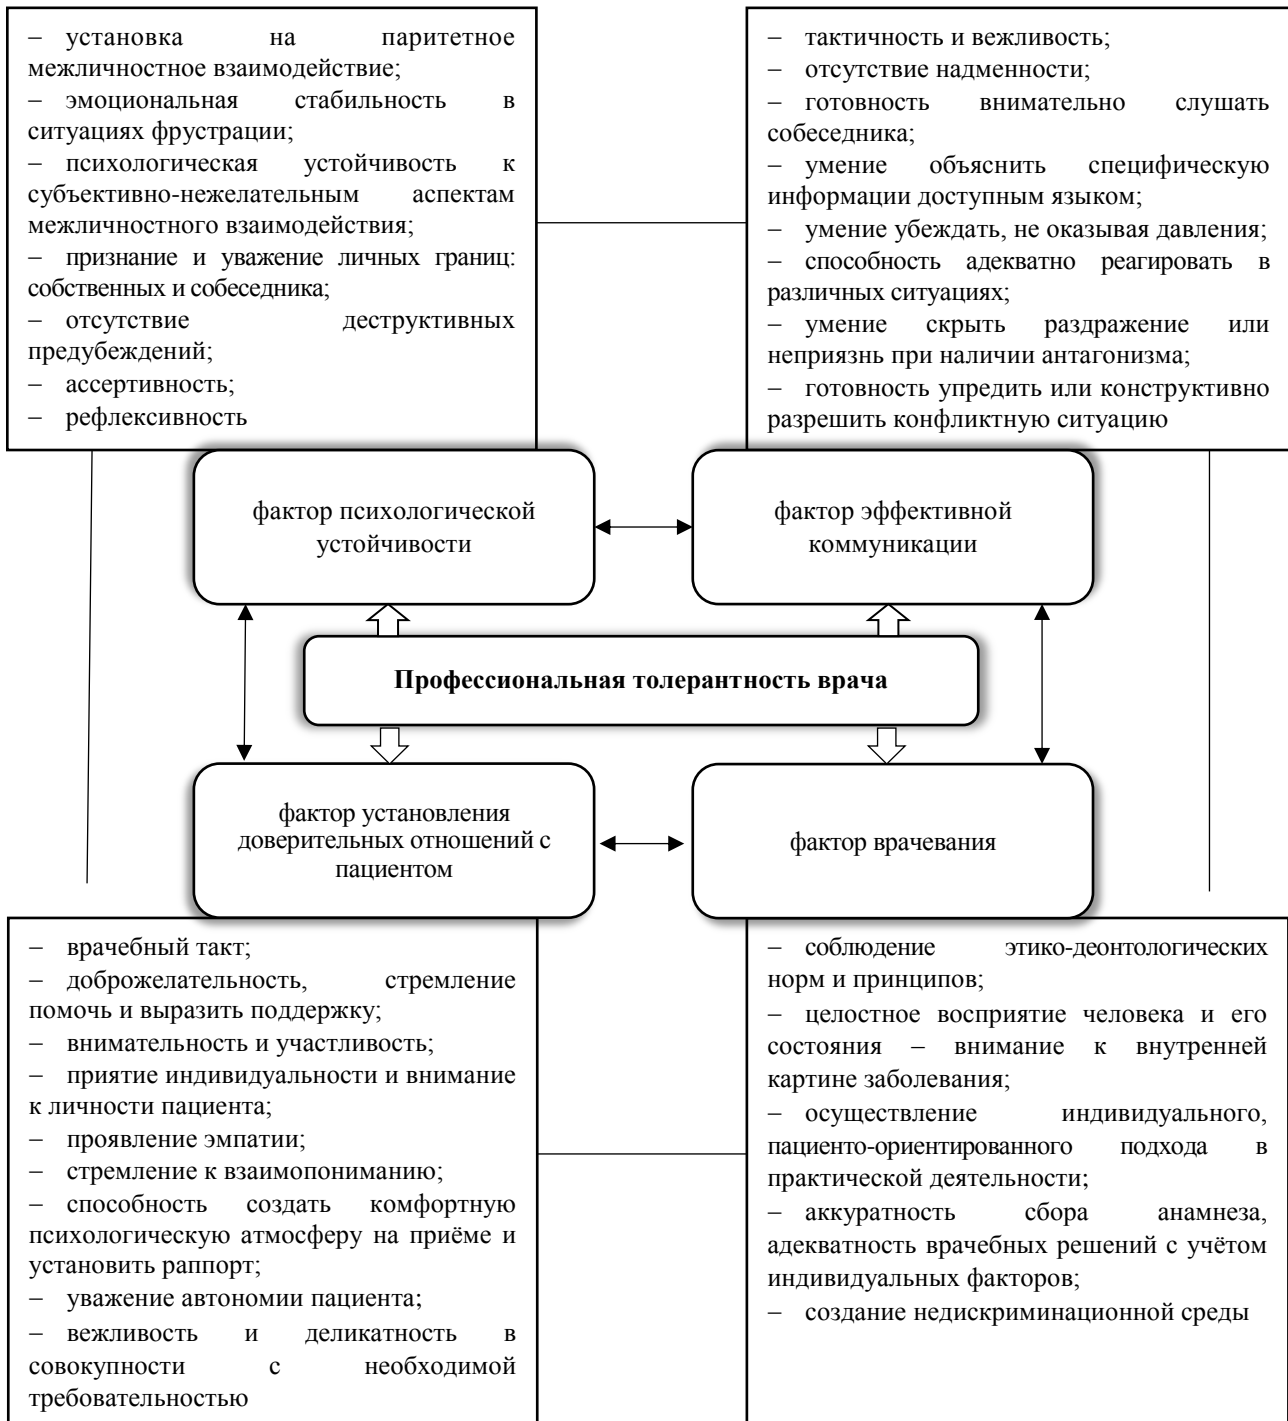 – установка на паритетное
межличностное взаимодействие;
– эмоциональная стабильность в
ситуациях фрустрации;
– психологическая устойчивость к
субъективно-нежелательным аспектам
межличностного взаимодействия;
– признание и уважение личных границ:
собственных и собеседника;
– отсутствие деструктивных
предубеждений;
– ассертивность;
– рефлексивность
– тактичность и вежливость;
– отсутствие надменности;
– готовность внимательно слушать
собеседника;
– умение объяснить специфическую
информации доступным языком;
– умение убеждать, не оказывая давления;
– способность адекватно реагировать в
различных ситуациях;
– умение скрыть раздражение или
неприязнь при наличии антагонизма;
– готовность упредить или конструктивно
разрешить конфликтную ситуацию
фактор психологической
устойчивости
фактор эффективной
коммуникации
Профессиональная толерантность врача
фактор установления
доверительных отношений с
пациентом
фактор врачевания
– врачебный такт;
– доброжелательность, стремление
помочь и выразить поддержку;
– внимательность и участливость;
– приятие индивидуальности и внимание
к личности пациента;
– проявление эмпатии;
– стремление к взаимопониманию;
– способность создать комфортную
психологическую атмосферу на приёме и
установить раппорт;
– уважение автономии пациента;
– вежливость и деликатность в
совокупности с необходимой
требовательностью
– соблюдение этико-деонтологических
норм и принципов;
– целостное восприятие человека и его
состояния – внимание к внутренней
картине заболевания;
– осуществление индивидуального,
пациенто-ориентированного подхода в
практической деятельности;
– аккуратность сбора анамнеза,
адекватность врачебных решений с учётом
индивидуальных факторов;
– создание недискриминационной среды